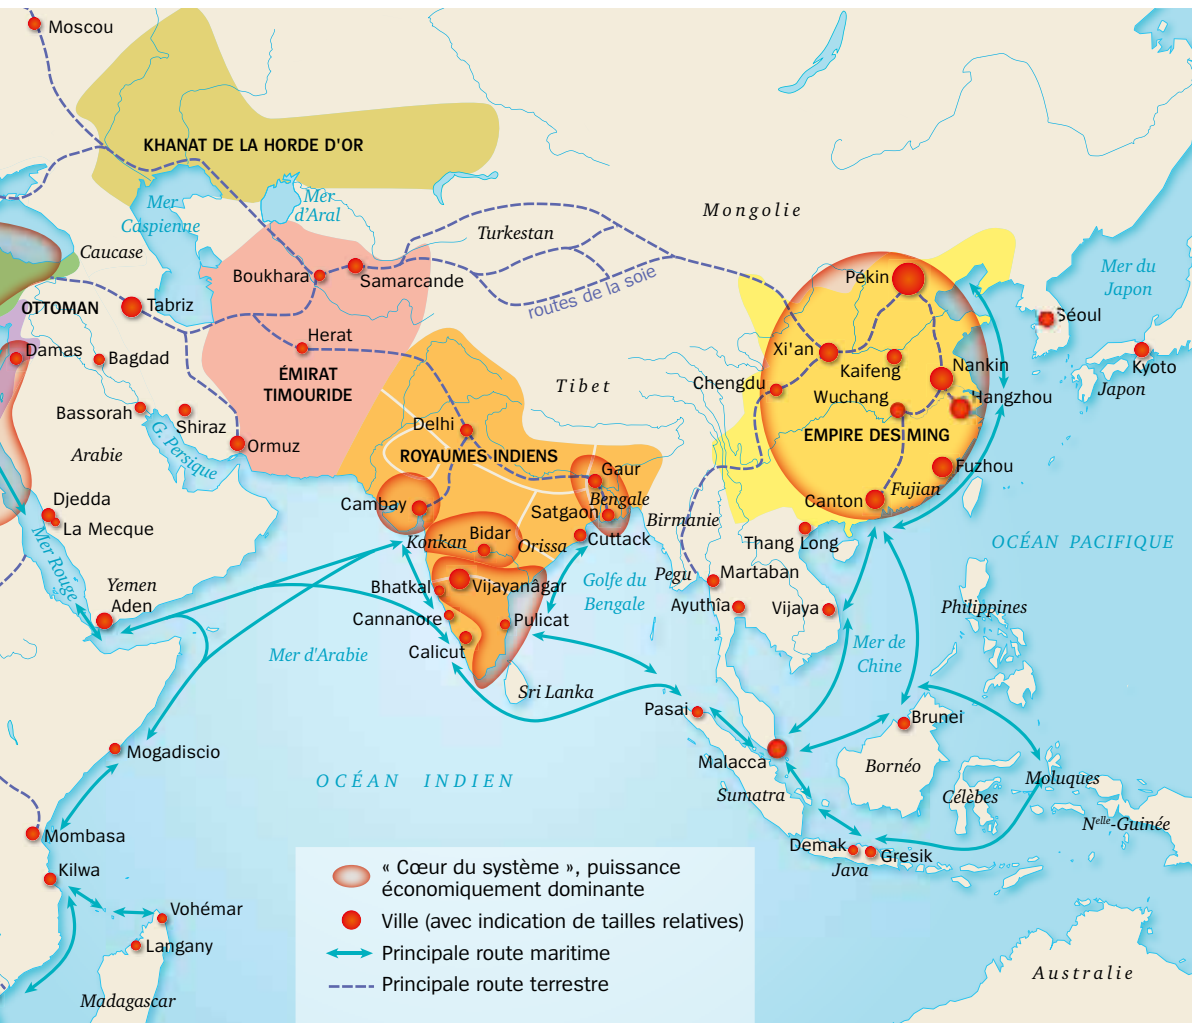 Moscou
KHANAT DE LA HORDE D'OR
Mer
Caspienne
Mer
d'Aral
Mongolie
Turkestan
Caucase
Boukhara
Samarcande
routes de la soie
Pékin
Mer du
Japon
OTTOMAN
Tabriz
Séoul
Damas
Bagdad
Herat
Xi'an
Kaifeng
Nankin
Kyoto
Japon
ÉMIRAT
TIMOURIDE
Tibet
Chengdu
Wuchang
Hangzhou
Bassorah
Shiraz
Delhi
EMPIRE DES MING
Arabie
G. Persique
Ormuz
ROYAUMES INDIENS
Gaur
Fuzhou
Djedda
La Mecque
Cambay
Bengale
Satgaon
Canton
Fujian
Birmanie
Konkan
Bidar
Orissa
Cuttack
Thang Long
OCÉAN PACIFIQUE
Mer Rouge
Yemen
Aden
Bhatkal
Vijayanâgar
Golfe du
Bengale
Pegu
Martaban
Ayuthîa
Vijaya
Philippines
Cannanore
Pulicat
Mer d'Arabie
Calicut
Mer de
Chine
Sri Lanka
Pasai
Brunei
Mogadiscio
Malacca
Bornéo
Moluques
OCÉAN INDIEN
Sumatra
Célèbes
Nelle-Guinée
Mombasa
Demak
Gresik
Java
Kilwa
Vohémar
Langany
Madagascar
Australie
« Cœur du système », puissance
économiquement dominante
Ville (avec indication de tailles relatives)
Principale route maritime
Principale route terrestre